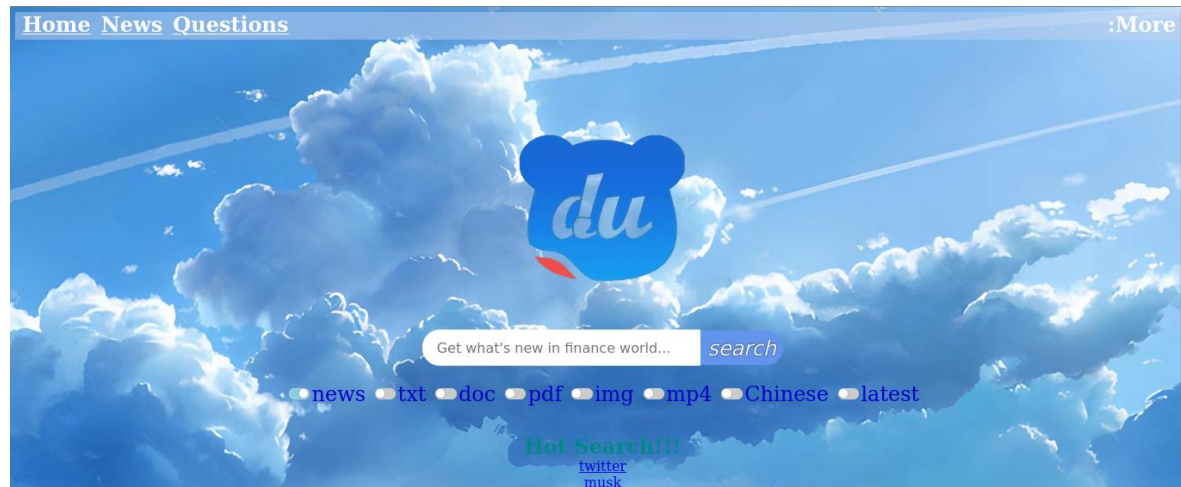 Home News Questions :More
du
Get what's new in finance world...  search
news txt doc pdf img mp4 Chinese latest
Hot Search!!!
twitter
musk